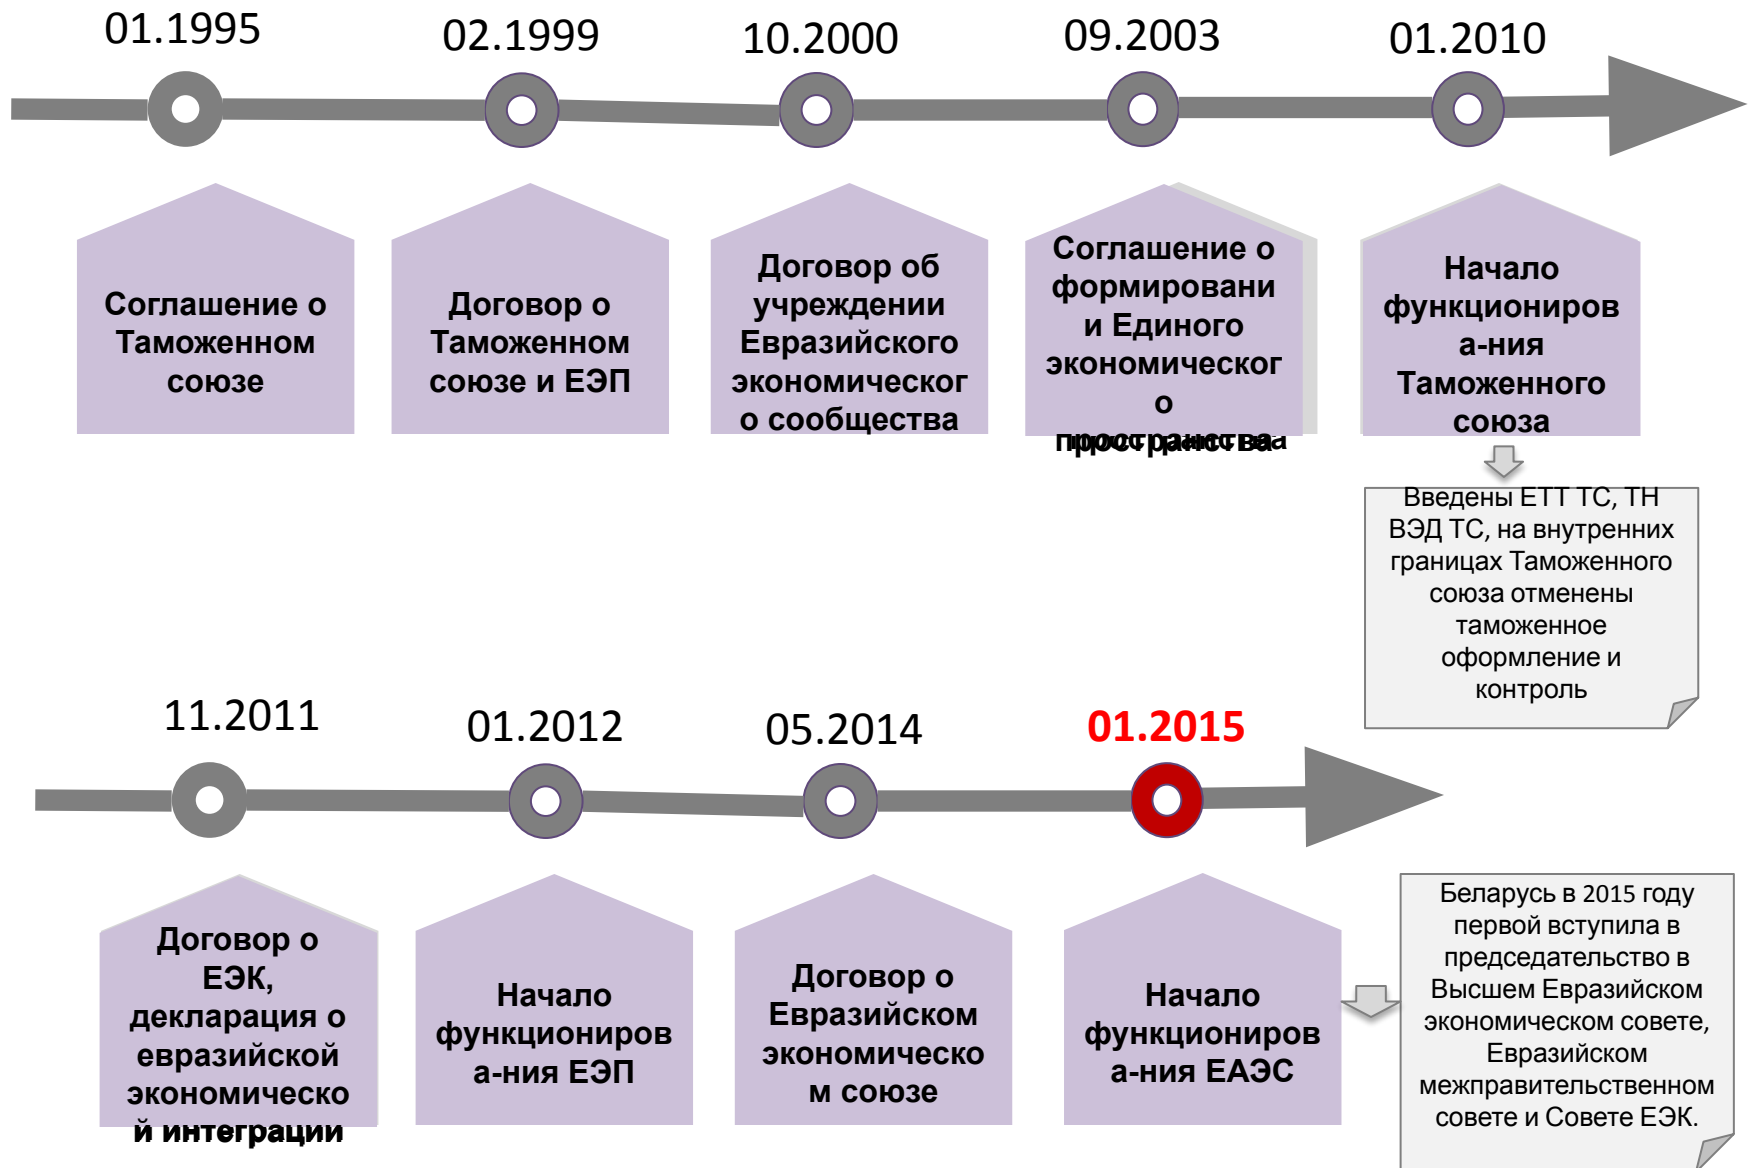 01.1995
02.1999
10.2000
09.2003
01.2010
Соглашение о
Таможенном
союзе
Договор о
Таможенном
союзе и ЕЭП
Договор об
учреждении
Евразийского
экономическог
о сообщества
Соглашение о
формировани
и Единого
экономическог
о
пространства
Начало
функциониров
а-ния
Таможенного
союза
Введены ЕТТ ТС, ТН
ВЭД ТС, на внутренних
границах Таможенного
союза отменены
таможенное
оформление и
контроль
11.2011
01.2012
05.2014
01.2015
Договор о
ЕЭК,
декларация о
евразийской
экономическо
й интеграции
Начало
функциониров
а-ния ЕЭП
Договор о
Евразийском
экономическо
м союзе
Начало
функциониров
а-ния ЕАЭС
Беларусь в 2015 году
первой вступила в
председательство в
Высшем Евразийском
экономическом совете,
Евразийском
межправительственном
совете и Совете ЕЭК.